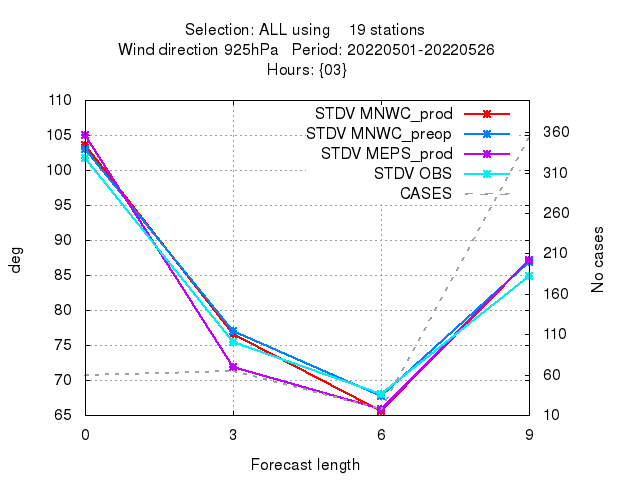 Selection: ALL using    19 stations
Wind direction 925hPa   Period: 20220501-20220526
Hours: {03}
STDV MNWC_prod
STDV MNWC_preop
STDV MEPS_prod
STDV OBS
CASES
110
105
100
95
90
85
80
75
70
65
deg
360
310
260
210
160
110
60
10
No cases
0 3 6 9
Forecast length